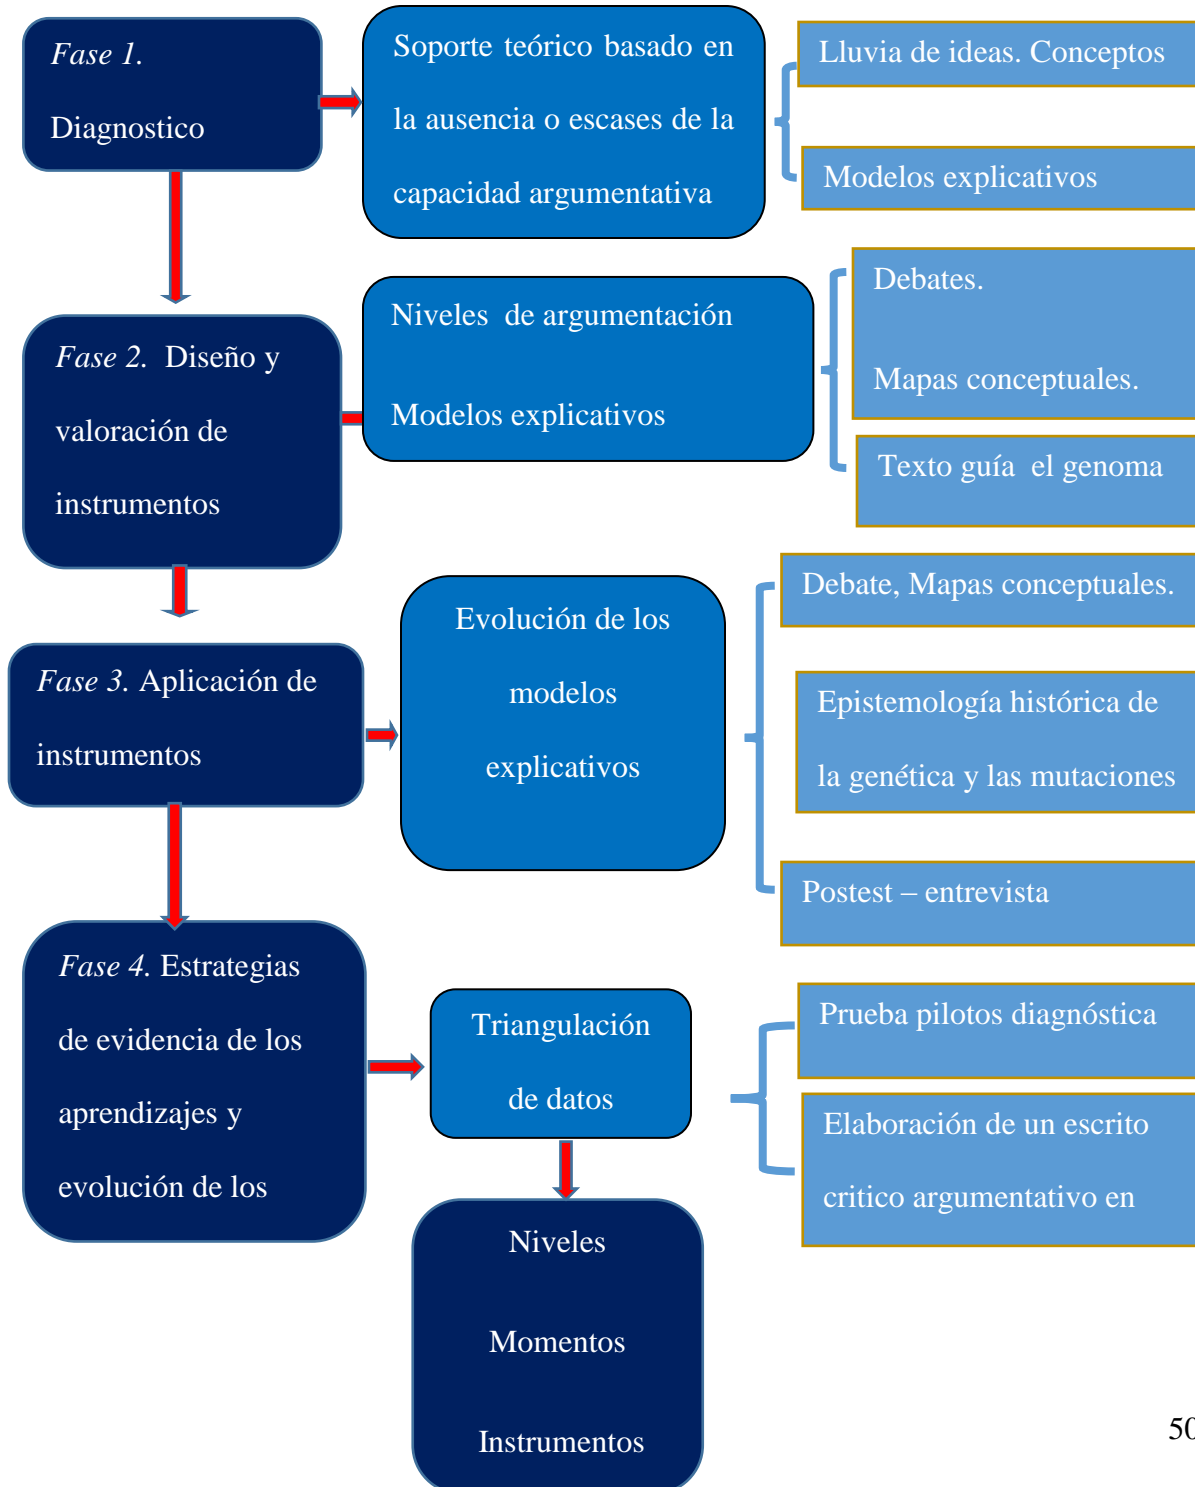 Fase 1.
Diagnostico
Soporte teórico basado en
la ausencia o escases de la
capacidad argumentativa
Lluvia de ideas. Conceptos
Modelos explicativos
Fase 2. Diseño y
valoración de
instrumentos
Niveles de argumentación
Modelos explicativos
Debates.
Mapas conceptuales.
Texto guía el genoma
Fase 3. Aplicación de
instrumentos
Evolución de los
modelos
explicativos
Debate, Mapas conceptuales.
Epistemología histórica de
la genética y las mutaciones
Postest – entrevista
Fase 4. Estrategias
de evidencia de los
aprendizajes y
evolución de los
Triangulación
de datos
Prueba pilotos diagnóstica
Elaboración de un escrito
critico argumentativo en
Niveles
Momentos
Instrumentos
50